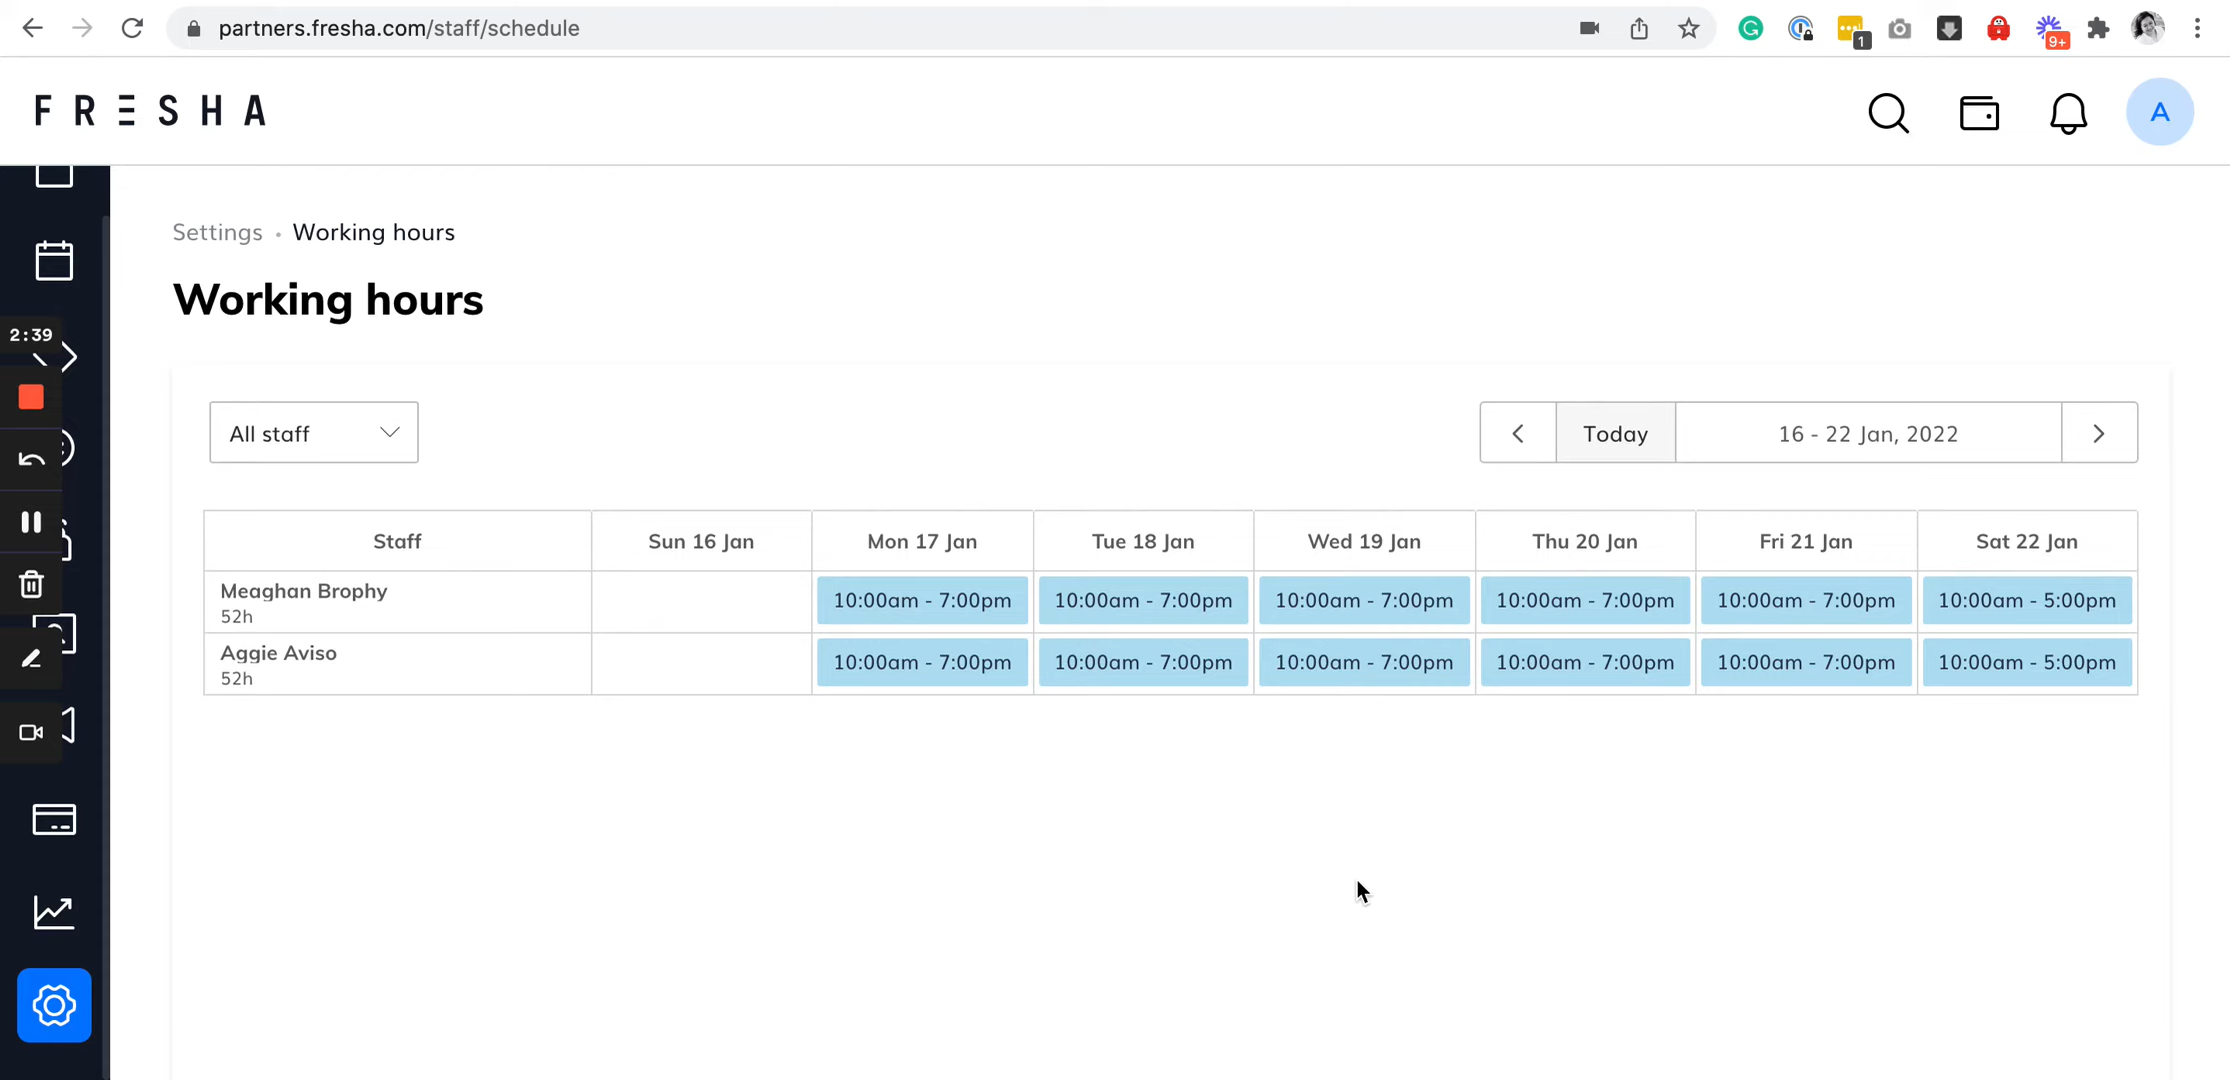 partners.fresha.com/staff/schedule
1
9+
FRESHA
A
Settings • Working hours
Working hours
2:39
All staff
Today
16 - 22 Jan, 2022
Staff Sun 16 Jan Mon 17 Jan Tue 18 Jan Wed 19 Jan Thu 20 Jan Fri 21 Jan Sat 22 Jan
Meaghan Brophy
52h
10:00am - 7:00pm 10:00am - 7:00pm 10:00am - 7:00pm 10:00am - 7:00pm 10:00am - 7:00pm 10:00am - 5:00pm
Aggie Aviso
52h
10:00am - 7:00pm 10:00am - 7:00pm 10:00am - 7:00pm 10:00am - 7:00pm 10:00am - 7:00pm 10:00am - 5:00pm